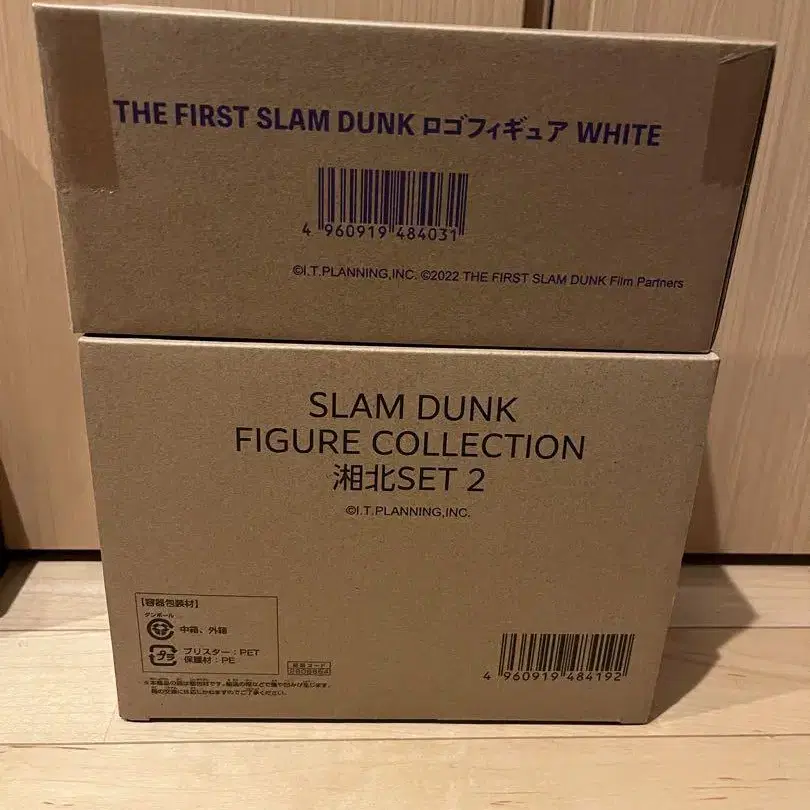 THE FIRST SLAM DUNK ロゴフィギュア WHITE
4 960919 484031
©I.T.PLANNING,INC. ©2022 THE FIRST SLAM DUNK Film Partners
SLAM DUNK
FIGURE COLLECTION
湘北SET 2
©I.T.PLANNING,INC.
【容器包装材】
ダンボール
中箱、外箱
プラ
ブリスター：PET
保護材：PE
4 960919 484192